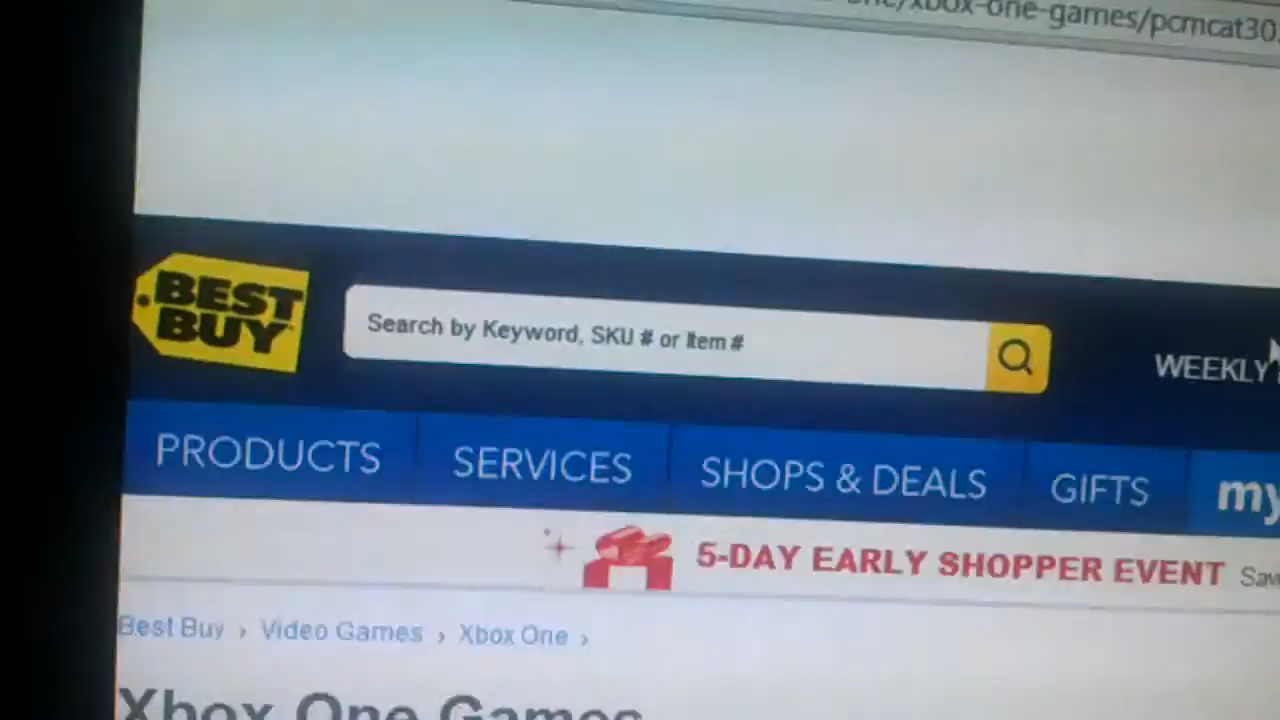 one/xbox-one-games/pcmcat30
BEST
BUY
Search by Keyword, SKU # or Item #
WEEKLY
PRODUCTS
SERVICES
SHOPS & DEALS
GIFTS
my
5-DAY EARLY SHOPPER EVENT
Best Buy › Video Games › Xbox One ›
Xbox One Games